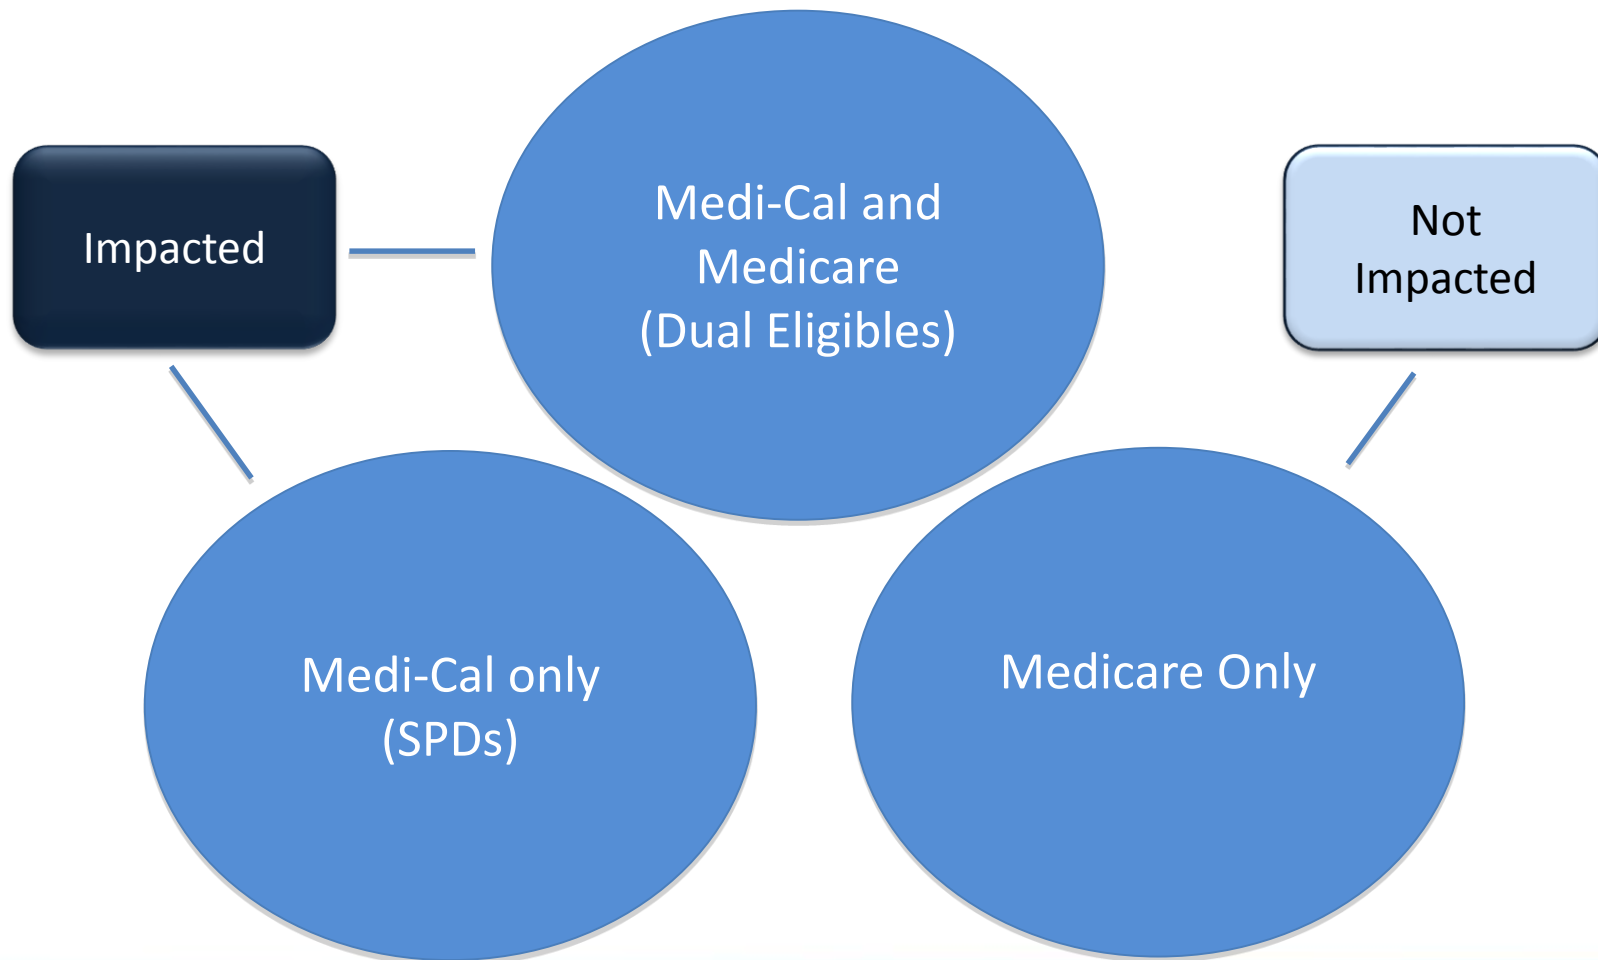 Impacted
Medi-Cal and
Medicare
(Dual Eligibles)
Not
Impacted
Medi-Cal only
(SPDs)
Medicare Only